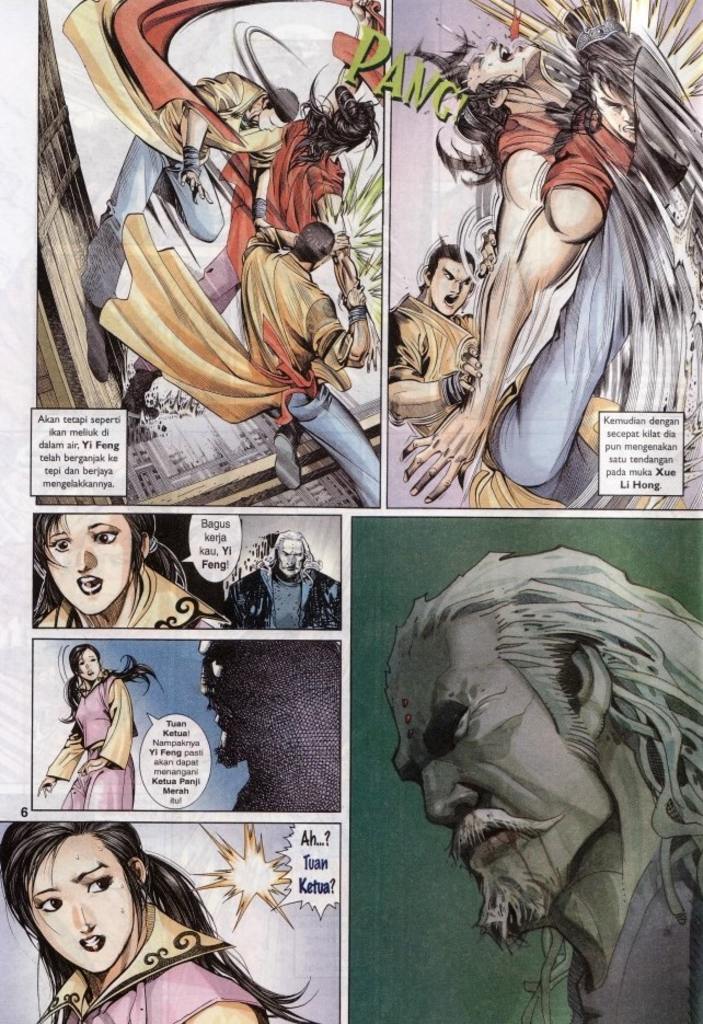 PANG!
Akan tetapi seperti
ikan meliuk di
dalam air, Yi Feng
telah berganjak ke
tepi dan berjaya
mengelakkannya.
Kemudian dengan
secepat kilat dia
pun mengenakan
satu tendangan
pada muka Xue
Li Hong.
Bagus
kerja
kau, Yi
Feng!
Tuan
Ketua!
Nampaknya
Yi Feng pasti
akan dapat
menangani
Ketua Panji
Merah
itu!
6
Ah...?
Tuan
Ketua?